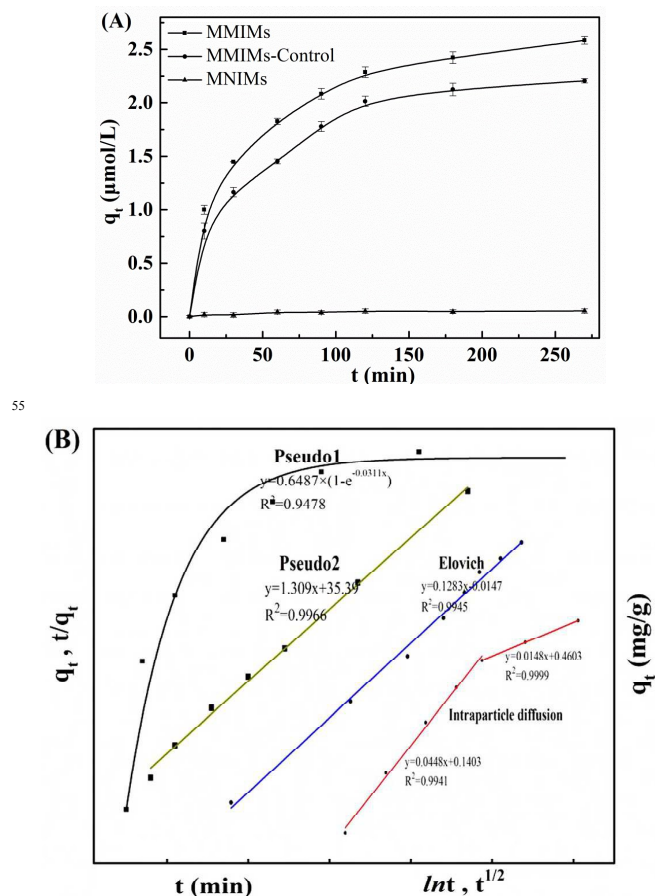 (A)
MMIMs
MMIMs-Control
MNIMs
2.5
2.0
1.5
1.0
0.5
0.0
q_t (μmol/L)
0 50 100 150 200 250
t (min)
55
(B)
Pseudo1
y=0.6487×(1-e^-0.0311x)
R²=0.9478
Pseudo2
y=1.309x+35.39
R²=0.9966
Elovich
y=0.1283x-0.0147
R²=0.9945
y=0.0148x+0.4603
R²=0.9999
Intraparticle diffusion
y=0.0448x+0.1403
R²=0.9941
q_t , t/q_t
q_t (mg/g)
t (min) lnt , t^1/2